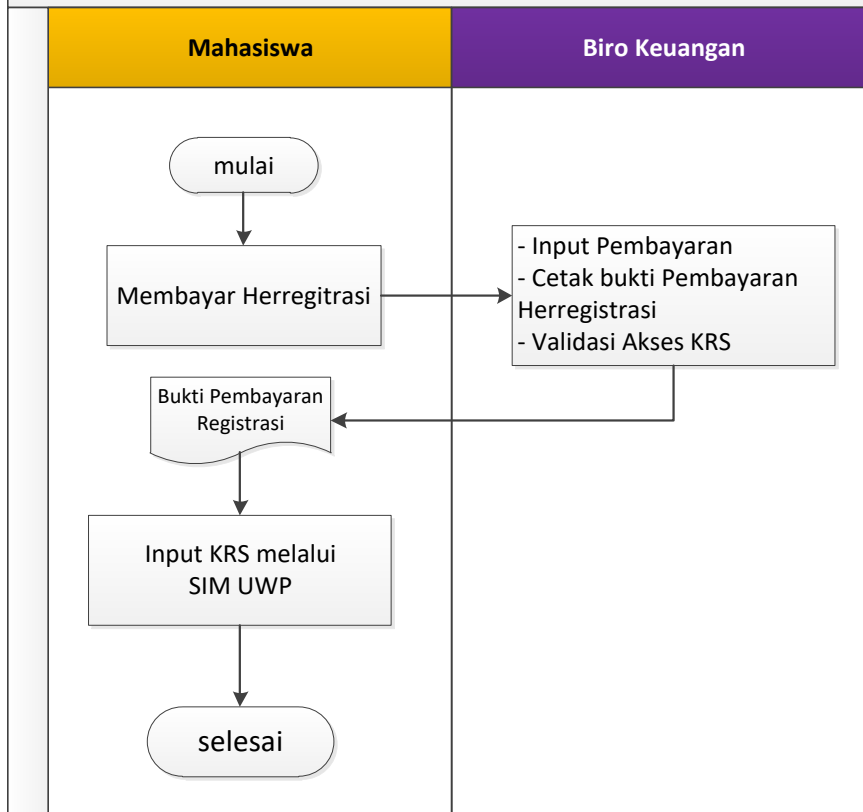 Mahasiswa
Biro Keuangan
mulai
Membayar Herregitrasi
- Input Pembayaran
- Cetak bukti Pembayaran
Herregistrasi
- Validasi Akses KRS
Bukti Pembayaran
Registrasi
Input KRS melalui
SIM UWP
selesai